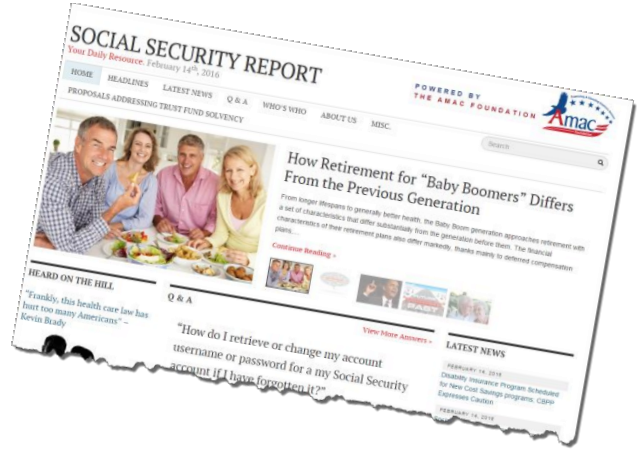 SOCIAL SECURITY REPORT
Your Daily Resource. February 14th, 2016
POWERED BY
THE AMAC FOUNDATION
Amac
HOME HEADLINES LATEST NEWS Q & A WHO'S WHO ABOUT US MISC.
PROPOSALS ADDRESSING TRUST FUND SOLVENCY
Search
How Retirement for “Baby Boomers” Differs
From the Previous Generation
From longer lifespans to generally better health, the Baby Boom generation approaches retirement with
a set of characteristics that differ substantially from the generation before them. The financial
characteristics of their retirement plans also differ markedly, thanks mainly to deferred compensation
plans....
Continue Reading »
HEARD ON THE HILL
“Frankly, this health care law has
hurt too many Americans” –
Kevin Brady
Q & A
View More Answers »
“How do I retrieve or change my account
username or password for a my Social Security
account if I have forgotten it?”
LATEST NEWS
FEBRUARY 14, 2016
Disability Insurance Program Scheduled
for New Cost Savings programs, CBPP
Expresses Caution
FEBRUARY 14, 2016